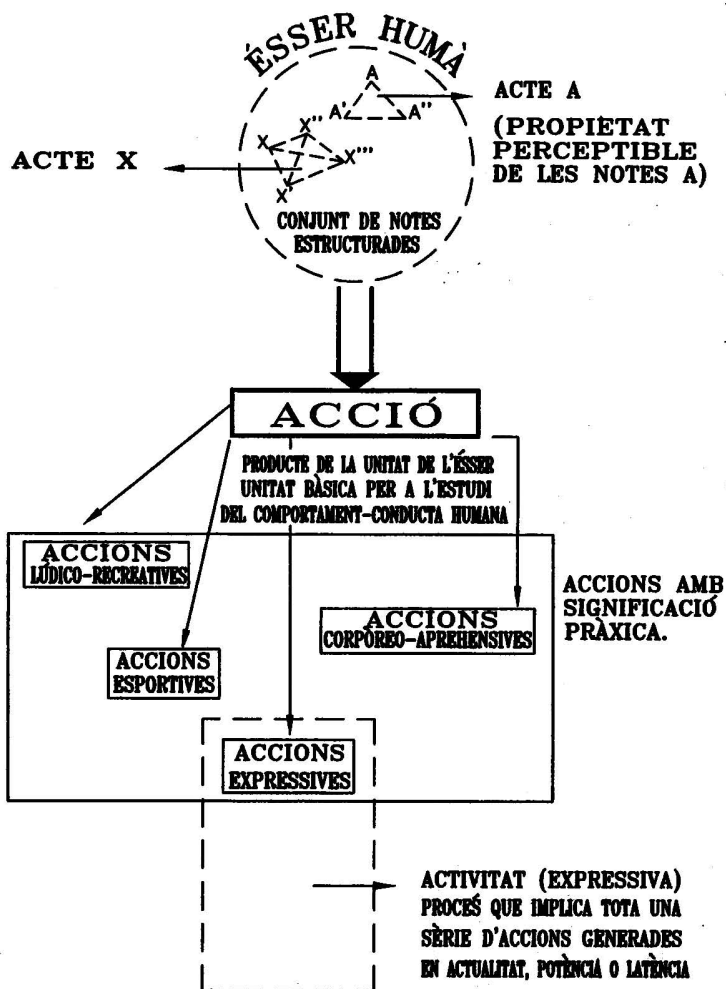 ÉSSER HUMÀ
A
A' A''
ACTE A
(PROPIETAT
PERCEPTIBLE
DE LES NOTES A)
X''
X
X'''
X'
ACTE X
CONJUNT DE NOTES
ESTRUCTURADES
ACCIÓ
PRODUCTE DE LA UNITAT DE L'ÉSSER
UNITAT BÀSICA PER A L'ESTUDI
DEL COMPORTAMENT-CONDUCTA HUMANA
ACCIONS
LÚDICO-RECREATIVES
ACCIONS
ESPORTIVES
ACCIONS
CORPÒREO-APREHENSIVES
ACCIONS AMB
SIGNIFICACIÓ
PRÀXICA.
ACCIONS
EXPRESSIVES
ACTIVITAT (EXPRESSIVA)
PROCÉS QUE IMPLICA TOTA UNA
SÈRIE D'ACCIONS GENERADES
EN ACTUALITAT, POTÈNCIA O LATÈNCIA